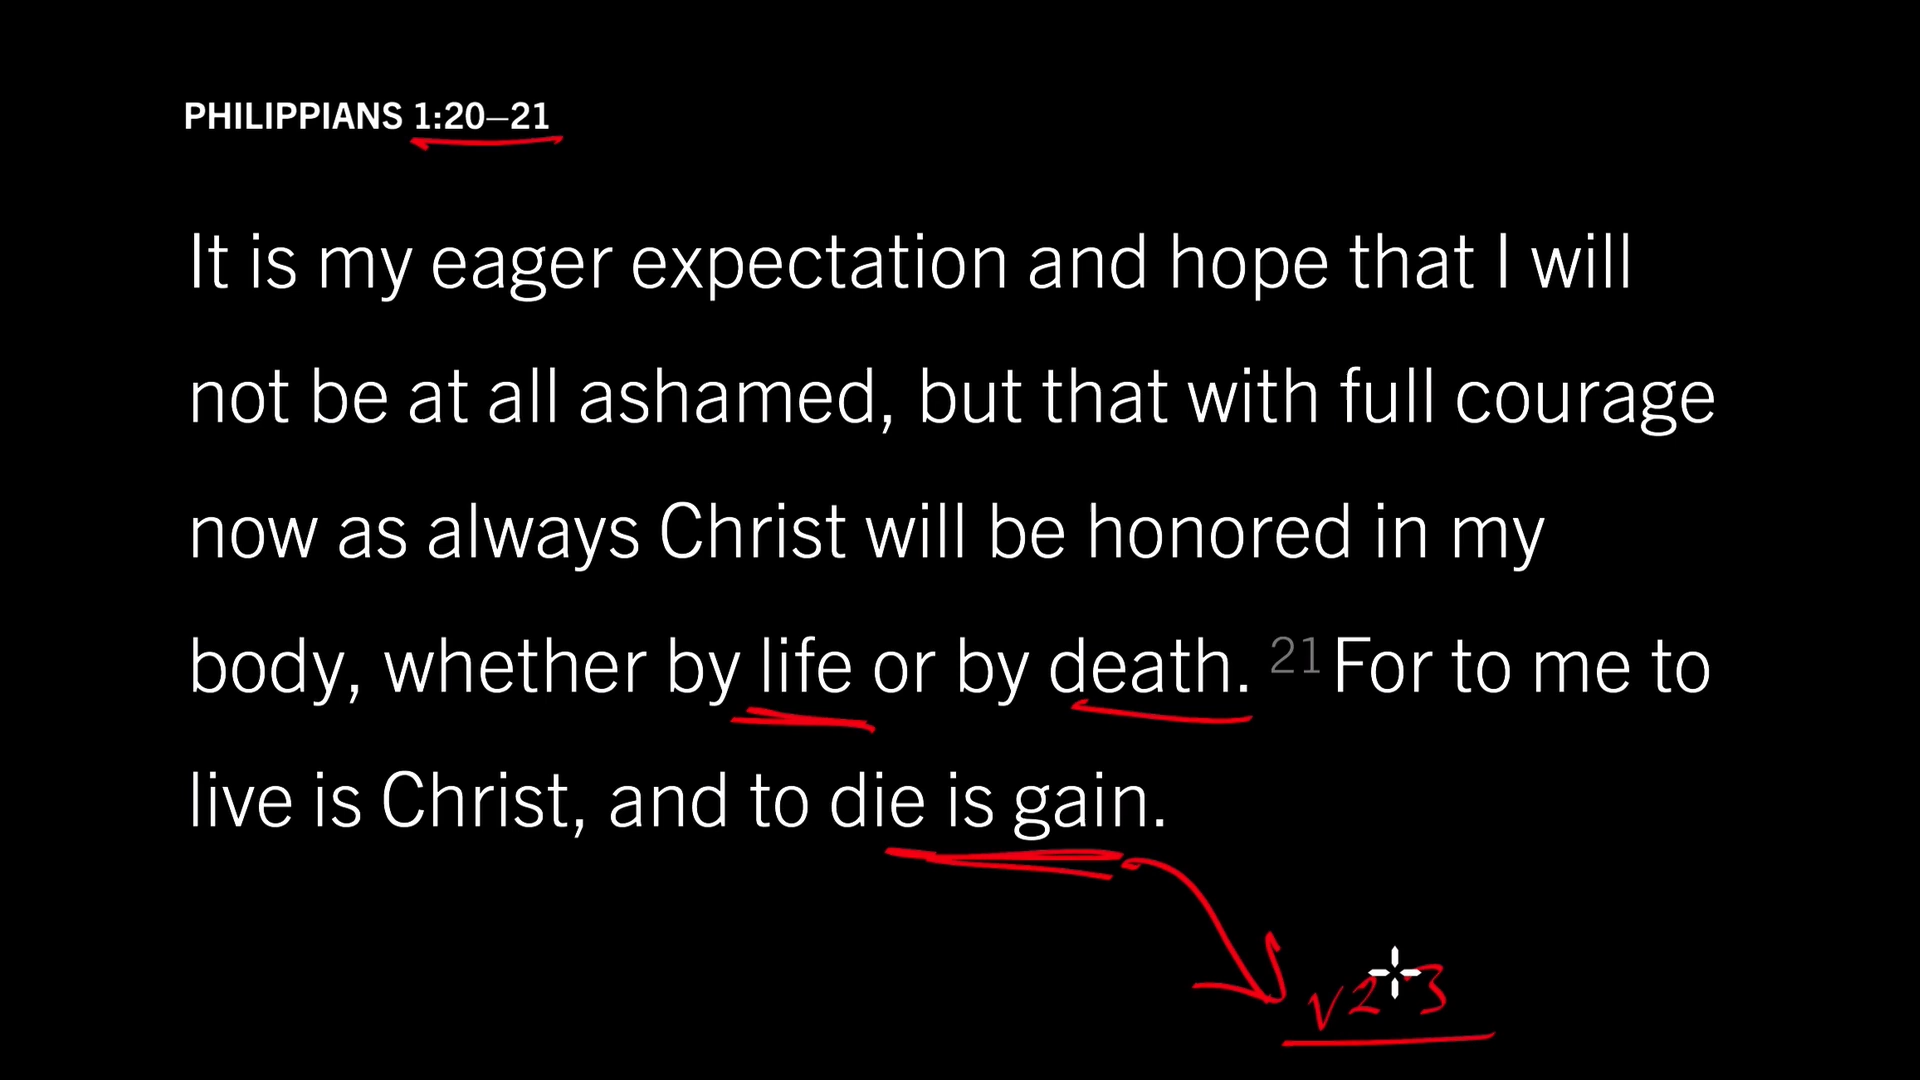 PHILIPPIANS 1:20–21
It is my eager expectation and hope that I will
not be at all ashamed, but that with full courage
now as always Christ will be honored in my
body, whether by life or by death. 21 For to me to
live is Christ, and to die is gain.
v23